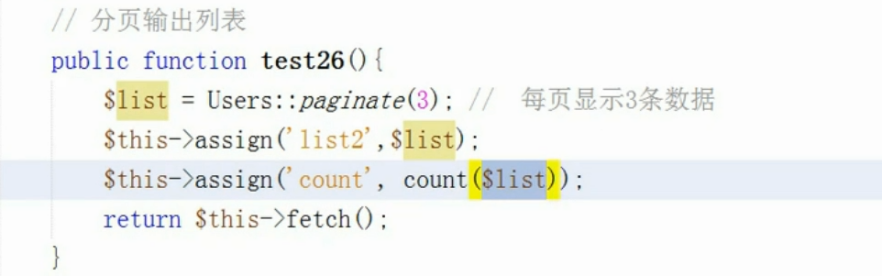 // 分页输出列表
public function test26(){
$list = Users::paginate(3); // 每页显示3条数据
$this->assign('list2',$list);
$this->assign('count', count($list));
return $this->fetch();
}